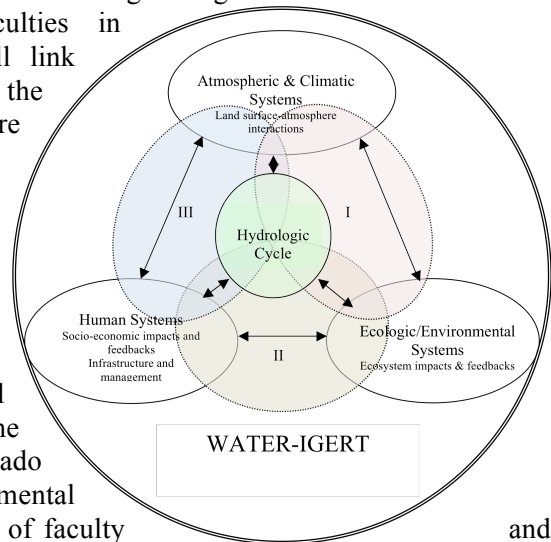 culties in
ll link
the
re
Atmospheric & Climatic
Systems
Land surface-atmosphere
interactions
III
I
Hydrologic
Cycle
Human Systems
Socio-economic impacts and
feedbacks
Infrastructure and
management
Ecologic/Environmental
Systems
Ecosystem impacts & feedbacks
II
WATER-IGERT
l
ne
ado
mental
of faculty and